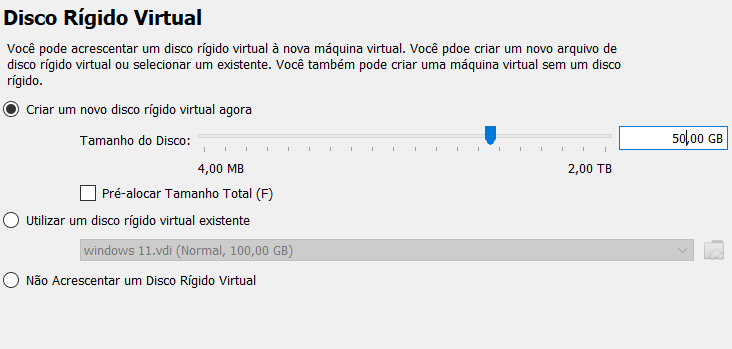 Disco Rígido Virtual
Você pode acrescentar um disco rígido virtual à nova máquina virtual. Você pdoe criar um novo arquivo de
disco rígido virtual ou selecionar um existente. Você também pode criar uma máquina virtual sem um disco
rígido.
Criar um novo disco rígido virtual agora
Tamanho do Disco:
50,00 GB
4,00 MB
2,00 TB
Pré-alocar Tamanho Total (F)
Utilizar um disco rígido virtual existente
windows 11.vdi (Normal, 100,00 GB)
Não Acrescentar um Disco Rígido Virtual